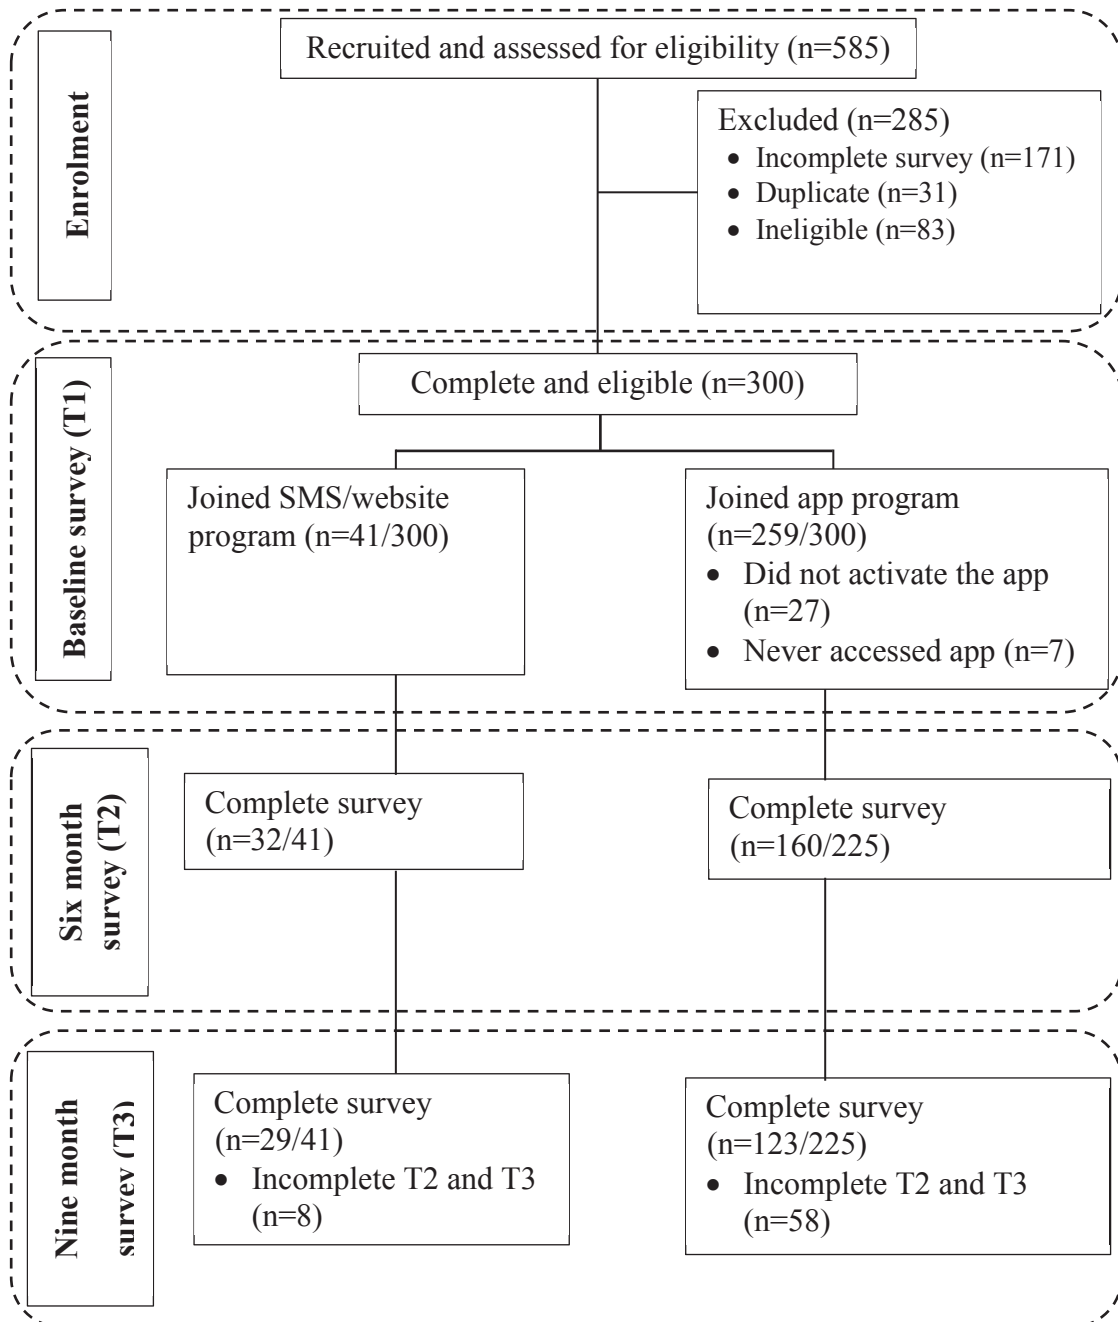 Enrolment
Recruited and assessed for eligibility (n=585)
Excluded (n=285)
• Incomplete survey (n=171)
• Duplicate (n=31)
• Ineligible (n=83)
Baseline survey (T1)
Complete and eligible (n=300)
Joined SMS/website
program (n=41/300)
Joined app program
(n=259/300)
• Did not activate the app
(n=27)
• Never accessed app (n=7)
Six month
survey (T2)
Complete survey
(n=32/41)
Complete survey
(n=160/225)
Nine month
survey (T3)
Complete survey
(n=29/41)
• Incomplete T2 and T3
(n=8)
Complete survey
(n=123/225)
• Incomplete T2 and T3
(n=58)